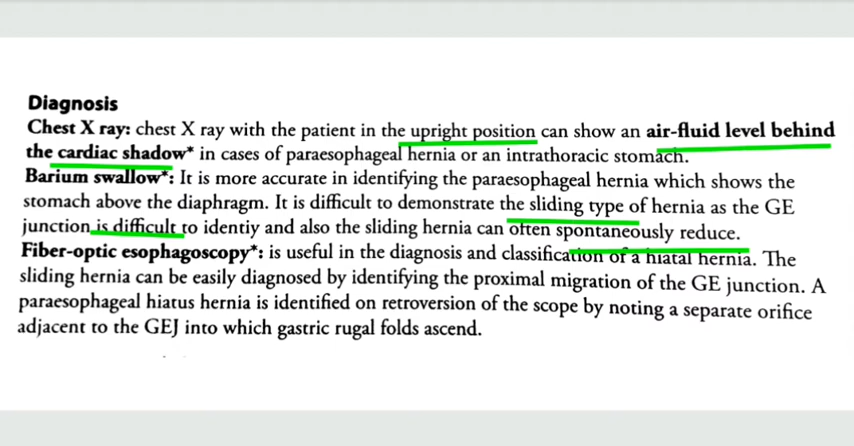 Diagnosis
Chest X ray: chest X ray with the patient in the upright position can show an air-fluid level behind
the cardiac shadow* in cases of paraesophageal hernia or an intrathoracic stomach.
Barium swallow*: It is more accurate in identifying the paraesophageal hernia which shows the
stomach above the diaphragm. It is difficult to demonstrate the sliding type of hernia as the GE
junction is difficult to identiy and also the sliding hernia can often spontaneously reduce.
Fiber-optic esophagoscopy*: is useful in the diagnosis and classification of a hiatal hernia. The
sliding hernia can be easily diagnosed by identifying the proximal migration of the GE junction. A
paraesophageal hiatus hernia is identified on retroversion of the scope by noting a separate orifice
adjacent to the GEJ into which gastric rugal folds ascend.